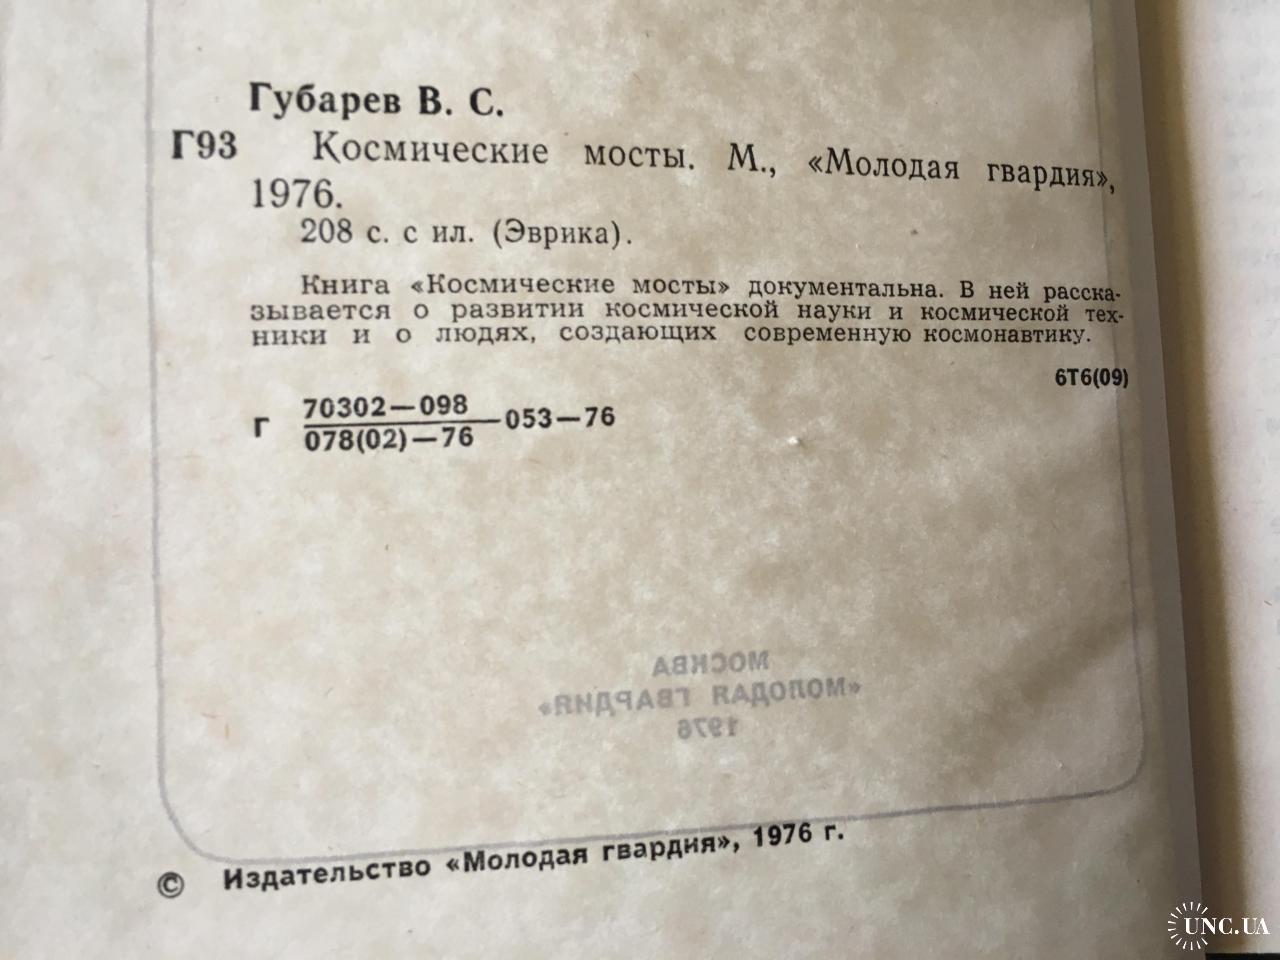 Губарев В. С.
Г93 Космические мосты. М., «Молодая гвардия»,
1976.
208 с. с ил. (Эврика).
Книга «Космические мосты» документальна. В ней расска-
зывается о развитии космической науки и космической тех-
ники и о людях, создающих современную космонавтику.
6Т6(09)
Г 70302—098
078(02)—76 —053—76
МОСКВА
«МОЛОДАЯ ГВАРДИЯ»
1976
© Издательство «Молодая гвардия», 1976 г.
UNC.UA